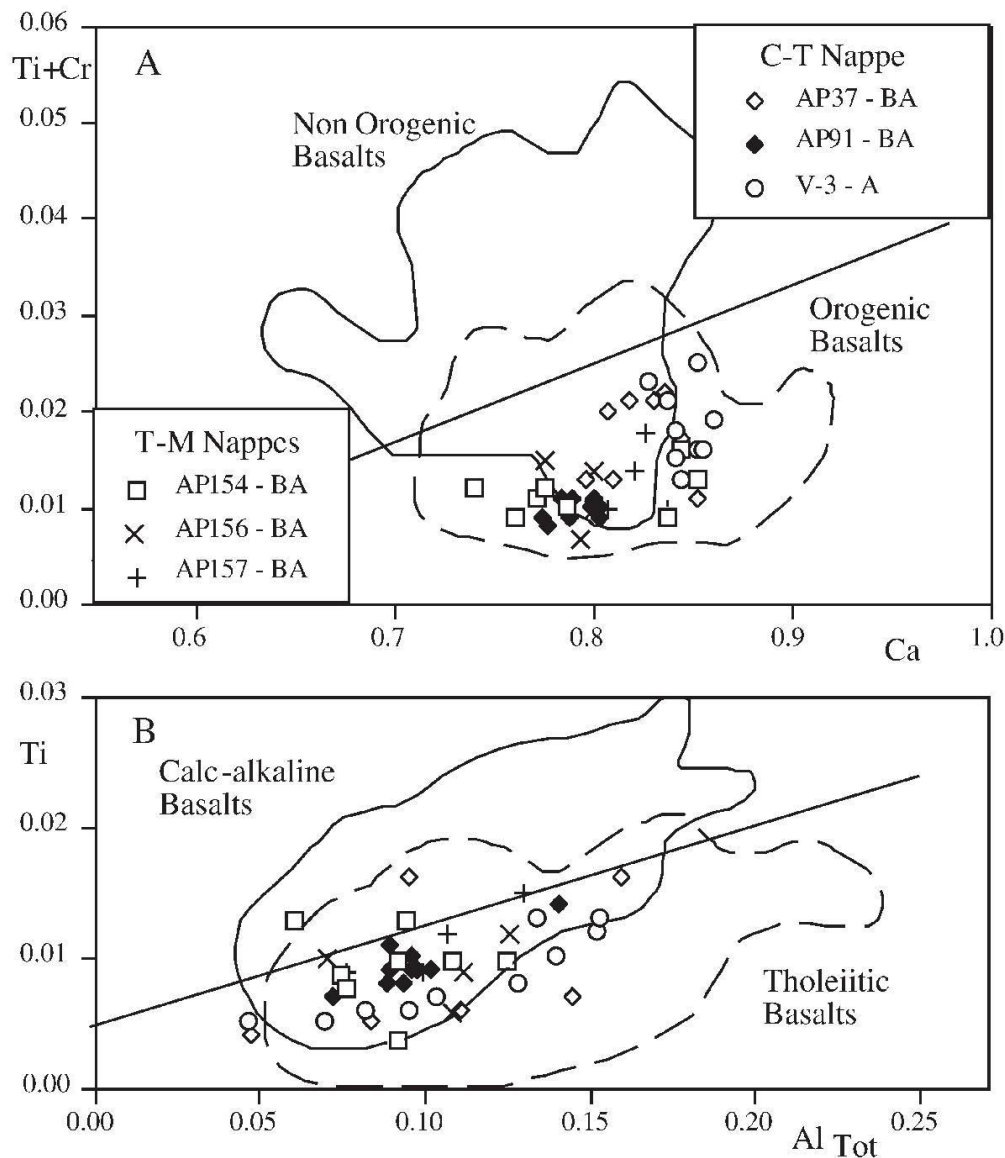 0.06
Ti+Cr
A
C-T Nappe
AP37 - BA
AP91 - BA
V-3 - A
0.05
Non Orogenic
Basalts
0.04
0.03
Orogenic
Basalts
0.02
T-M Nappes
AP154 - BA
AP156 - BA
AP157 - BA
0.01
0.00
0.6
0.7
0.8
0.9
1.0
Ca
0.03
B
Ti
Calc-alkaline
Basalts
0.02
0.01
Tholeiitic
Basalts
0.00
0.00
0.05
0.10
0.15
0.20
0.25
Al Tot